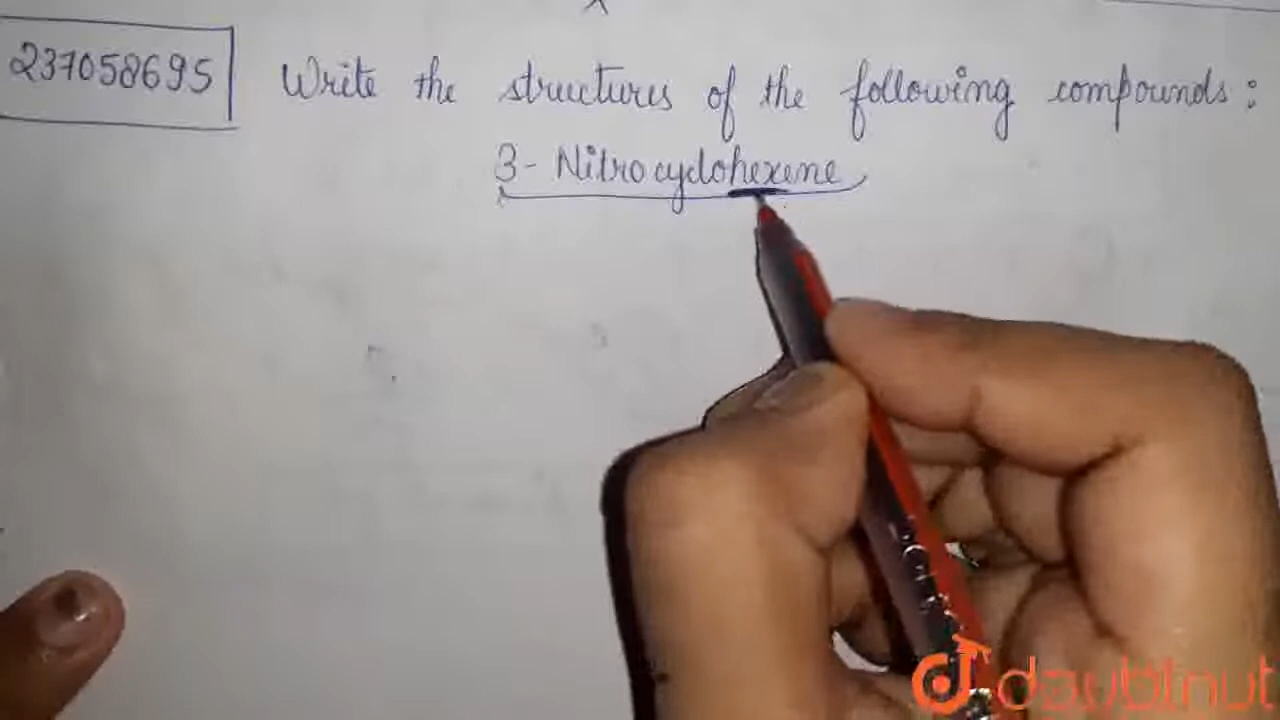 237058695 Write the structures of the following compounds :
3- Nitrocyclohexene
doubtnut